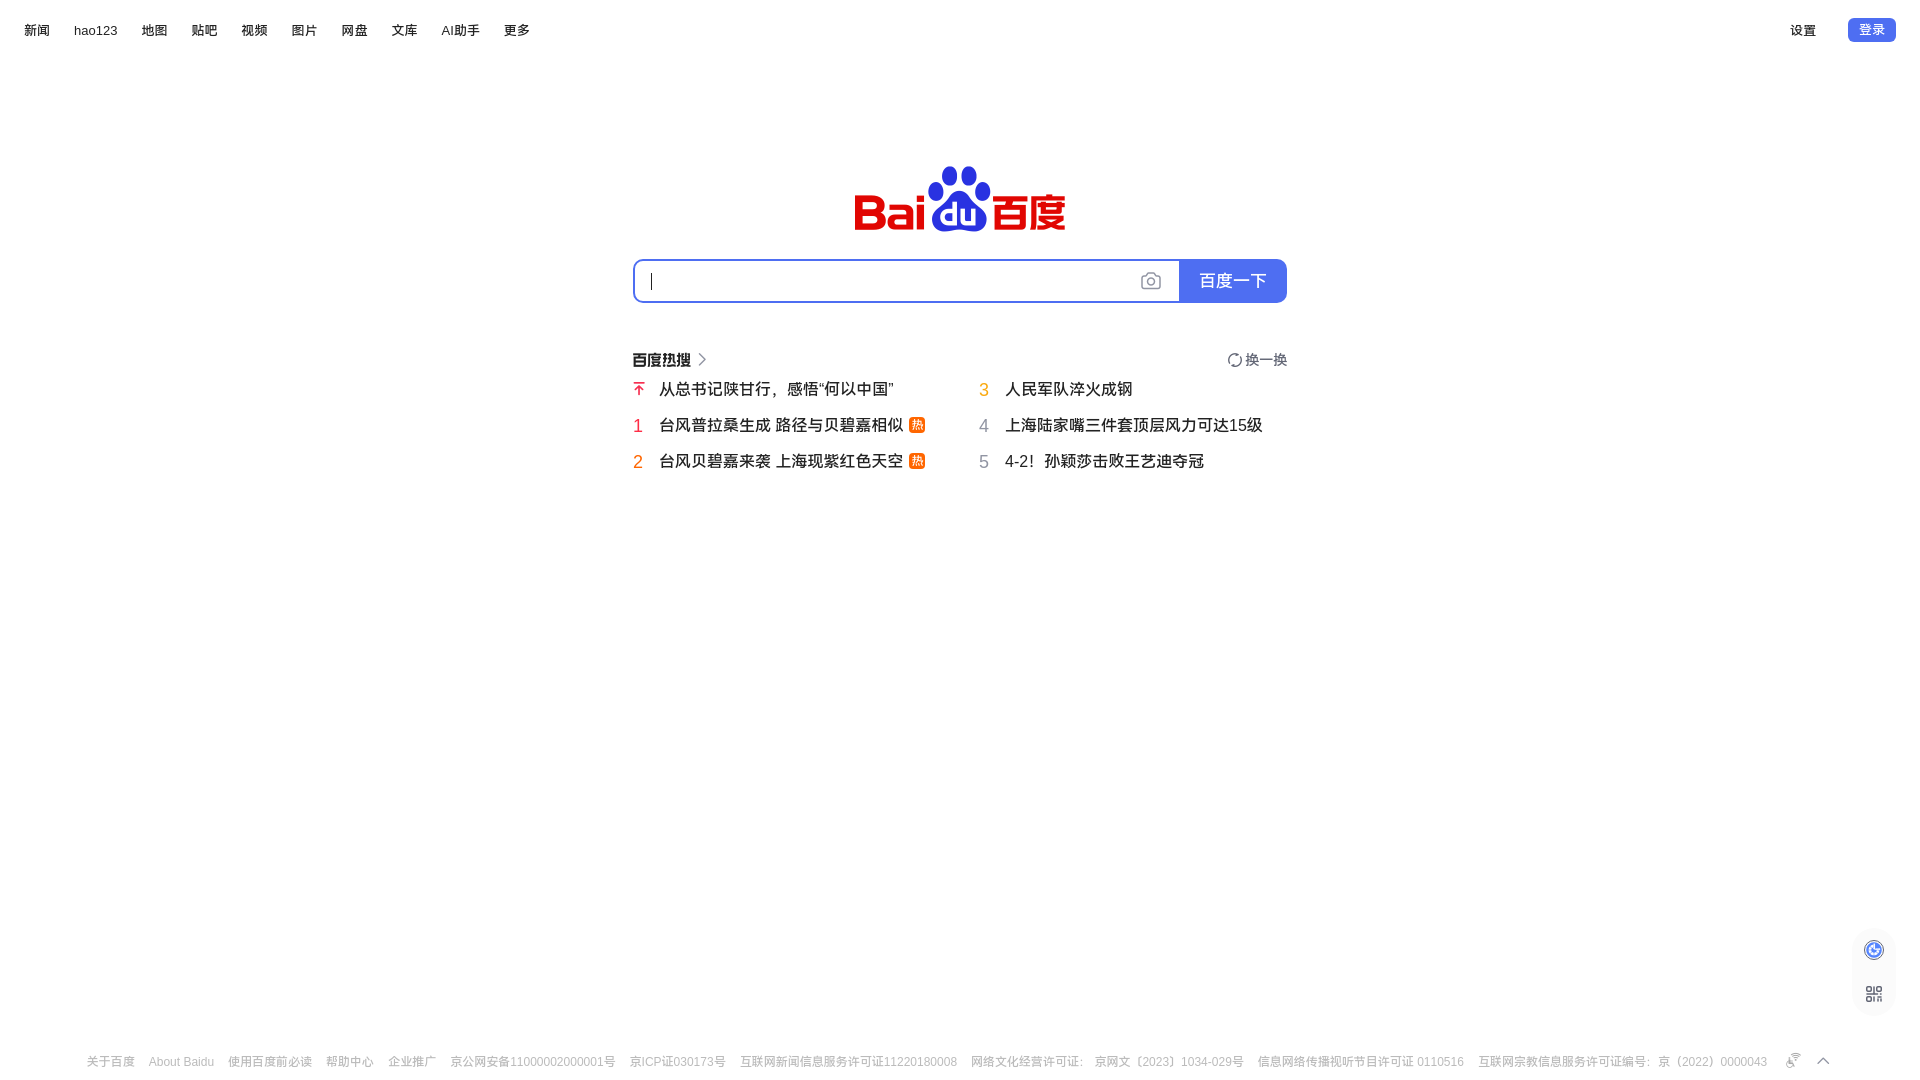 新闻 hao123 地图 贴吧 视频 图片 网盘 文库 AI助手 更多 设置 登录
Bai du 百度
百度一下
百度热搜 换一换
从总书记陕甘行，感悟“何以中国”
1 台风普拉桑生成 路径与贝碧嘉相似 热
2 台风贝碧嘉来袭 上海现紫红色天空 热
3 人民军队淬火成钢
4 上海陆家嘴三件套顶层风力可达15级
5 4-2！孙颖莎击败王艺迪夺冠
关于百度 About Baidu 使用百度前必读 帮助中心 企业推广 京公网安备11000002000001号 京ICP证030173号 互联网新闻信息服务许可证11220180008 网络文化经营许可证： 京网文〔2023〕1034-029号 信息网络传播视听节目许可证 0110516 互联网宗教信息服务许可证编号：京（2022）0000043